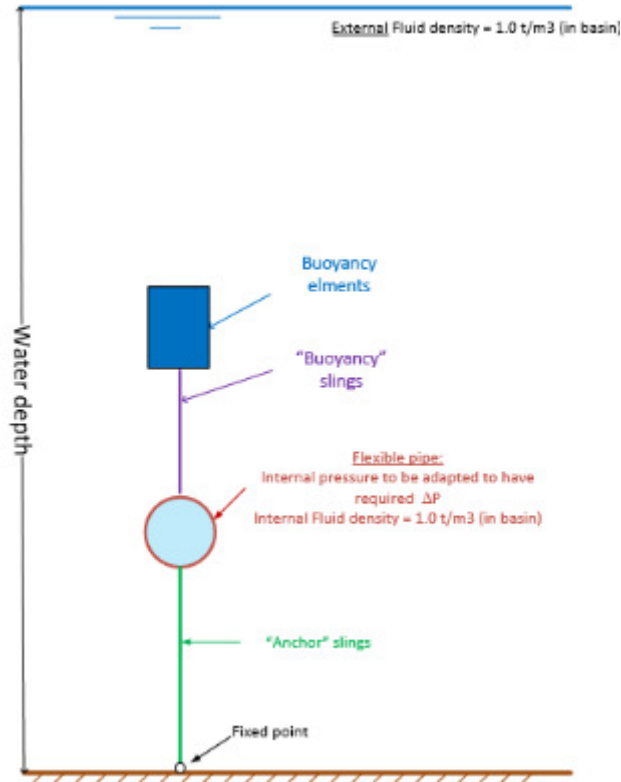 External Fluid density = 1.0 t/m3 (in basin)
Buoyancy
elments
"Buoyancy"
slings
Water depth
Flexible pipe:
Internal pressure to be adapted to have
required ΔP
Internal Fluid density = 1.0 t/m3 (in basin)
"Anchor" slings
Fixed point